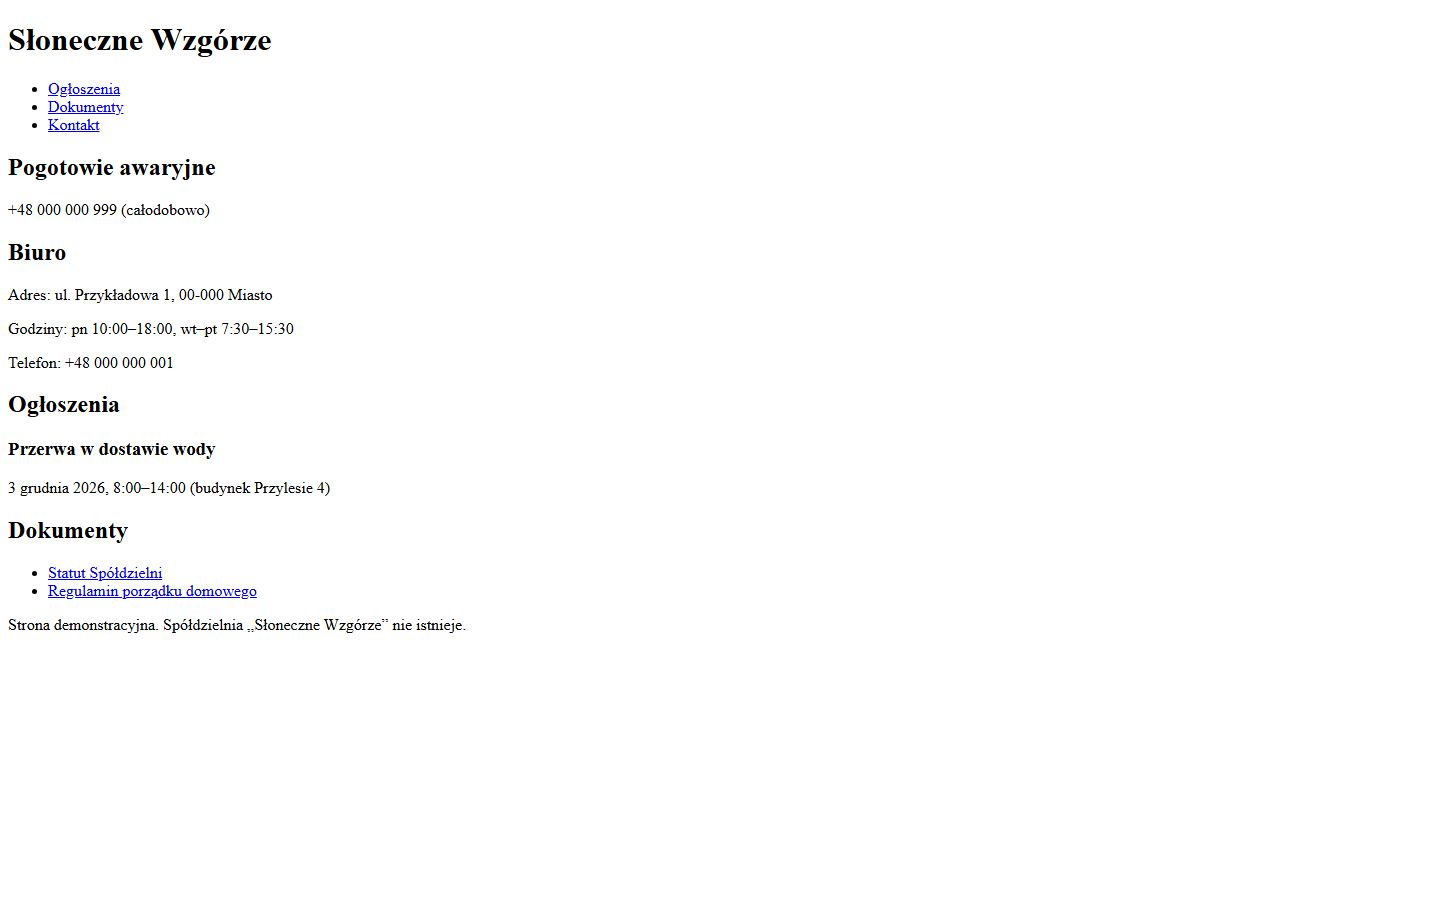 Słoneczne Wzgórze
Ogłoszenia
Dokumenty
Kontakt
Pogotowie awaryjne
+48 000 000 999 (całodobowo)
Biuro
Adres: ul. Przykładowa 1, 00-000 Miasto
Godziny: pn 10:00–18:00, wt–pt 7:30–15:30
Telefon: +48 000 000 001
Ogłoszenia
Przerwa w dostawie wody
3 grudnia 2026, 8:00–14:00 (budynek Przylesie 4)
Dokumenty
Statut Spółdzielni
Regulamin porządku domowego
Strona demonstracyjna. Spółdzielnia „Słoneczne Wzgórze” nie istnieje.